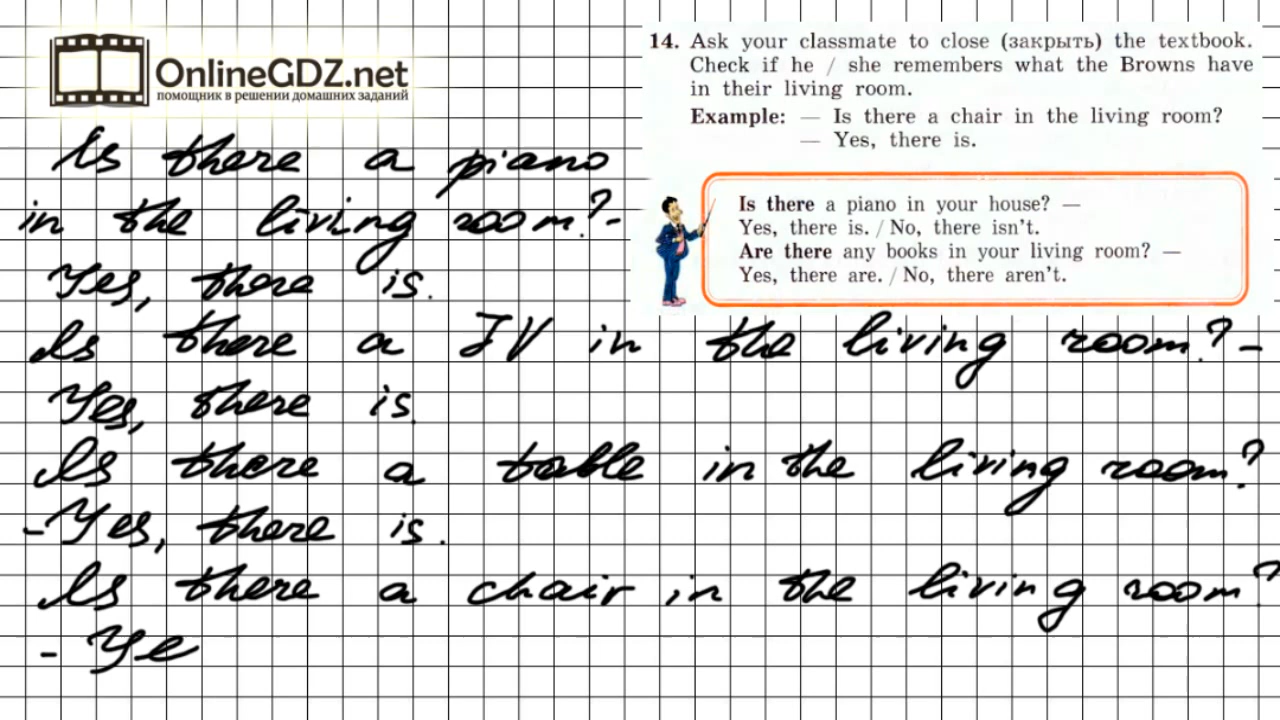 OnlineGDZ.net
помощник в решении домашних заданий
14. Ask your classmate to close (закрыть) the textbook.
Check if he / she remembers what the Browns have
in their living room.
Example: — Is there a chair in the living room?
— Yes, there is.
Is there a piano in your house? —
Yes, there is. / No, there isn't.
Are there any books in your living room? —
Yes, there are. / No, there aren't.
Is there a piano
in the living room?-
Yes, there is.
Is there a TV in the living room?-
Yes, there is.
Is there a table in the living room?
-Yes, there is.
Is there a chair in the living room?
- Ye